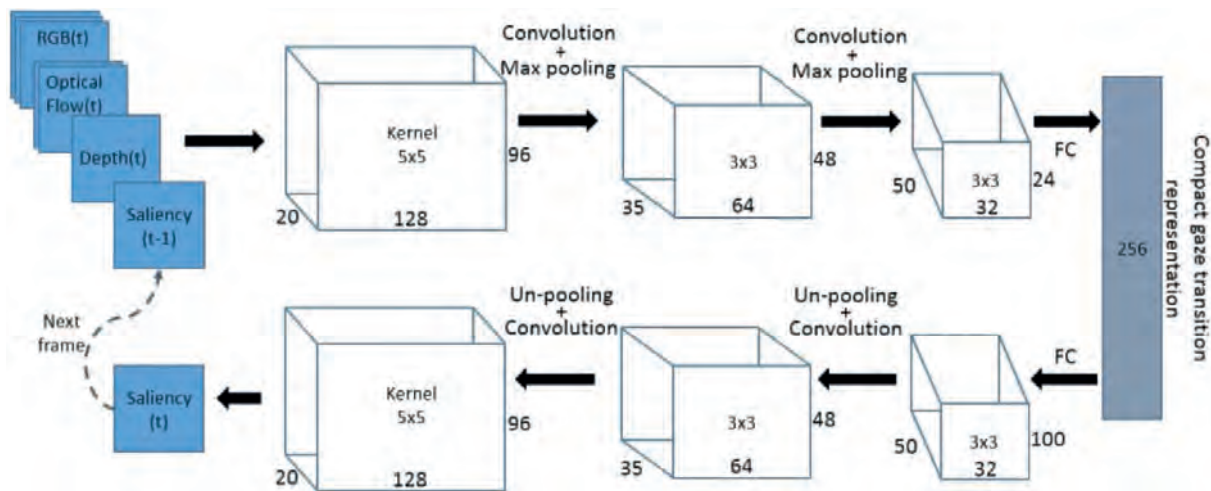 RGB(t)
Optical
Flow(t)
Depth(t)
Saliency
(t-1)
Kernel
5x5
96
20
128
Convolution
+
Max pooling
3x3
48
35
64
Convolution
+
Max pooling
50
3x3
24
32
FC
256
Compact gaze transition
representation
Next
frame
Saliency
(t)
Kernel
5x5
96
20
128
Un-pooling
+
Convolution
3x3
48
35
64
Un-pooling
+
Convolution
50
3x3
100
32
FC